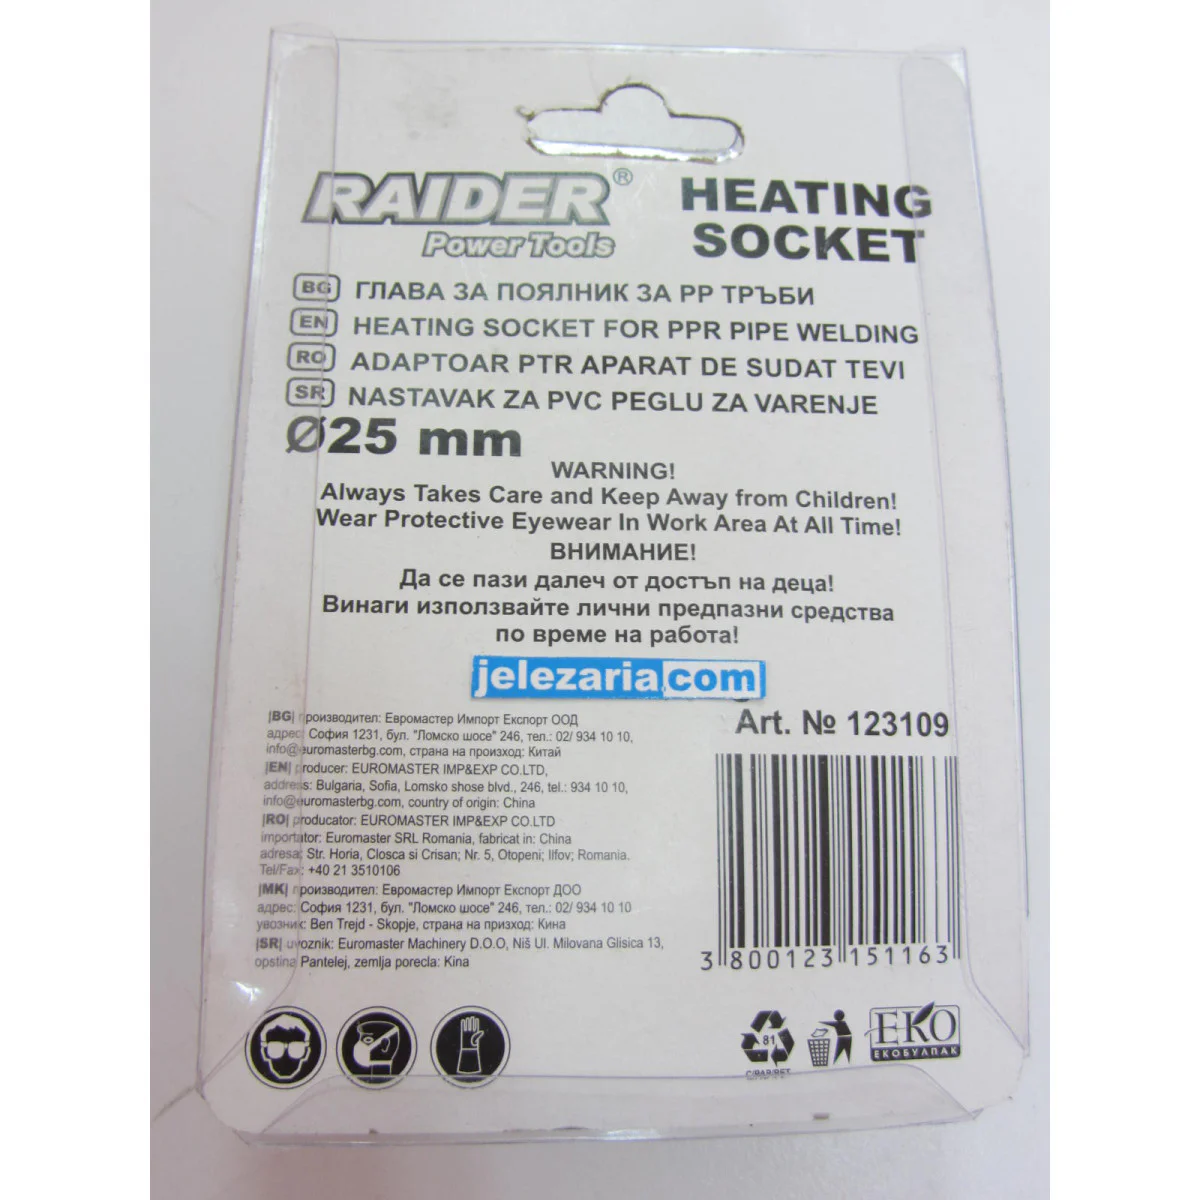 RAIDER®
Power Tools
HEATING
SOCKET
BG ГЛАВА ЗА ПОЯЛНИК ЗА PP ТРЪБИ
EN HEATING SOCKET FOR PPR PIPE WELDING
RO ADAPTOAR PTR APARAT DE SUDAT TEVI
SR NASTAVAK ZA PVC PEGLU ZA VARENJE
Ø25 mm
WARNING!
Always Takes Care and Keep Away from Children!
Wear Protective Eyewear In Work Area At All Time!
ВНИМАНИЕ!
Да се пази далеч от достъп на деца!
Винаги използвайте лични предпазни средства
по време на работа!
jelezaria.com
Art. № 123109
|BG| производител: Евромастер Импорт Експорт ООД
адрес: София 1231, бул. "Ломско шосе" 246, тел.: 02/ 934 10 10,
info@euromasterbg.com, страна на произход: Китай
|EN| producer: EUROMASTER IMP&EXP CO.LTD,
address: Bulgaria, Sofia, Lomsko shose blvd., 246, tel.: 934 10 10,
info@euromasterbg.com, country of origin: China
|RO| producator: EUROMASTER IMP&EXP CO.LTD
importator: Euromaster SRL Romania, fabricat in: China
adresa: Str. Horia, Closca si Crisan; Nr. 5, Otopeni; Ilfov; Romania.
Tel/Fax: +40 21 3510106
|MK| производител: Евромастер Импорт Експорт ДОО
адрес: София 1231, бул. "Ломско шосе" 246, тел.: 02/ 934 10 10
увозник: Ben Trejd - Skopje, страна на призход: Кина
|SR| uvoznik: Euromaster Machinery D.O.O, Niš Ul. Milovana Glisica 13,
opstina Pantelej, zemlja porecla: Kina
3 800123 151163
81
C/PAP/PET
ЕКО
ЕКОБУЛПАК